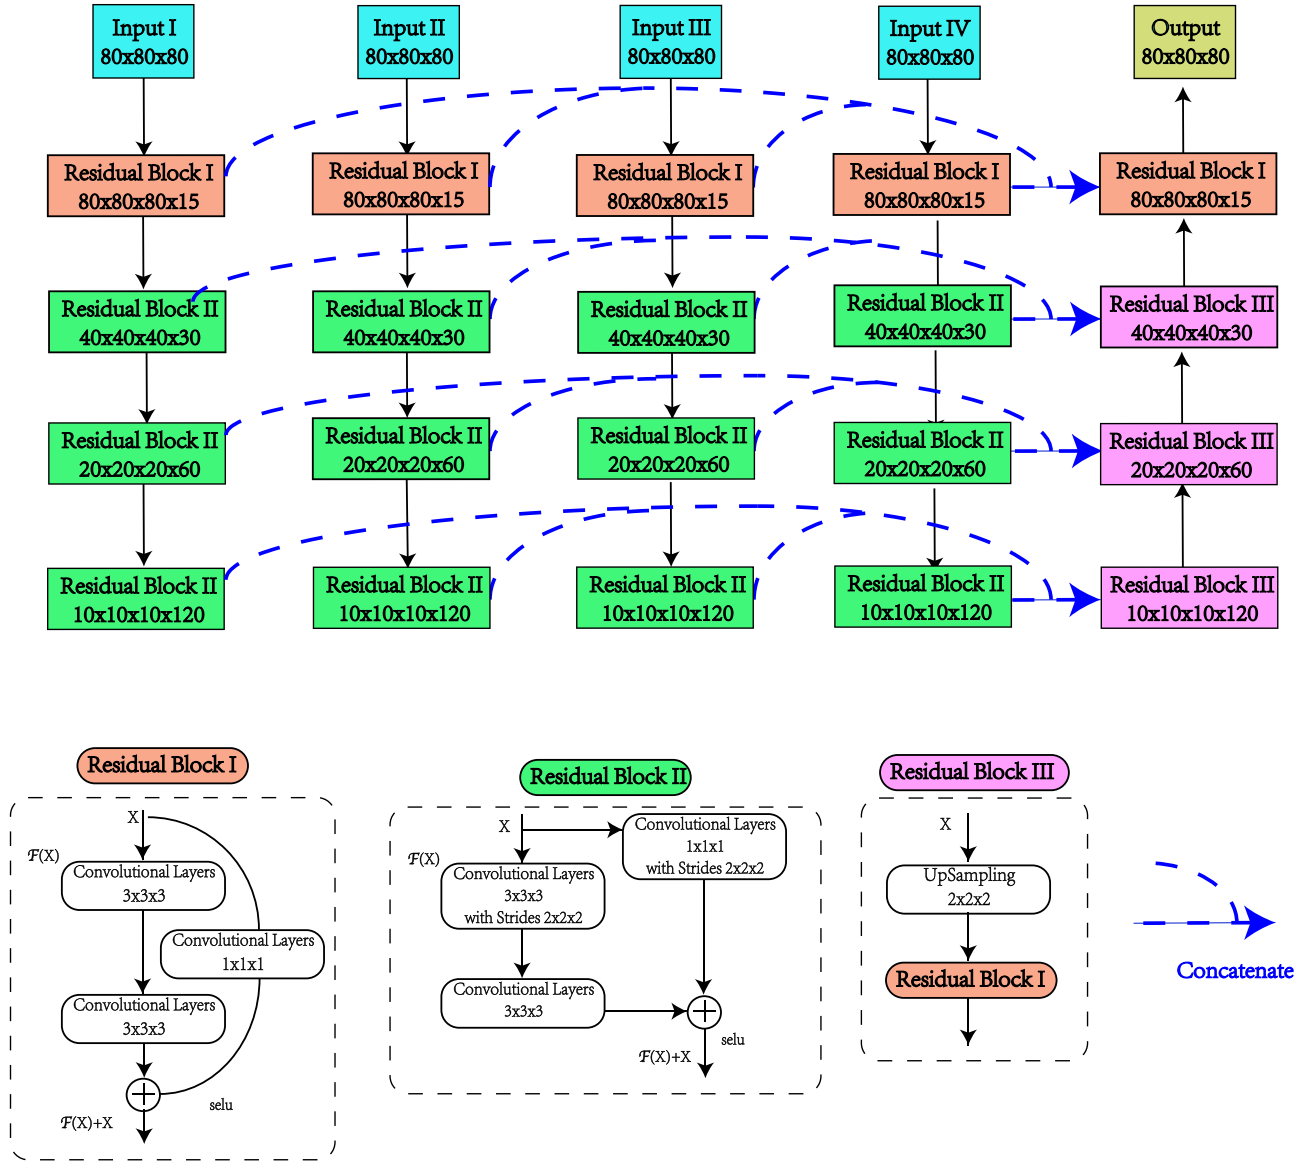 Input I
80x80x80
Input II
80x80x80
Input III
80x80x80
Input IV
80x80x80
Output
80x80x80
Residual Block I
80x80x80x15
Residual Block I
80x80x80x15
Residual Block I
80x80x80x15
Residual Block I
80x80x80x15
Residual Block I
80x80x80x15
Residual Block II
40x40x40x30
Residual Block II
40x40x40x30
Residual Block II
40x40x40x30
Residual Block II
40x40x40x30
Residual Block III
40x40x40x30
Residual Block II
20x20x20x60
Residual Block II
20x20x20x60
Residual Block II
20x20x20x60
Residual Block II
20x20x20x60
Residual Block III
20x20x20x60
Residual Block II
10x10x10x120
Residual Block II
10x10x10x120
Residual Block II
10x10x10x120
Residual Block II
10x10x10x120
Residual Block III
10x10x10x120
Residual Block I
X
ℱ(X)
Convolutional Layers
3x3x3
Convolutional Layers
1x1x1
Convolutional Layers
3x3x3
selu
ℱ(X)+X
Residual Block II
X
ℱ(X)
Convolutional Layers
1x1x1
with Strides 2x2x2
Convolutional Layers
3x3x3
with Strides 2x2x2
Convolutional Layers
3x3x3
selu
ℱ(X)+X
Residual Block III
X
UpSampling
2x2x2
Residual Block I
Concatenate